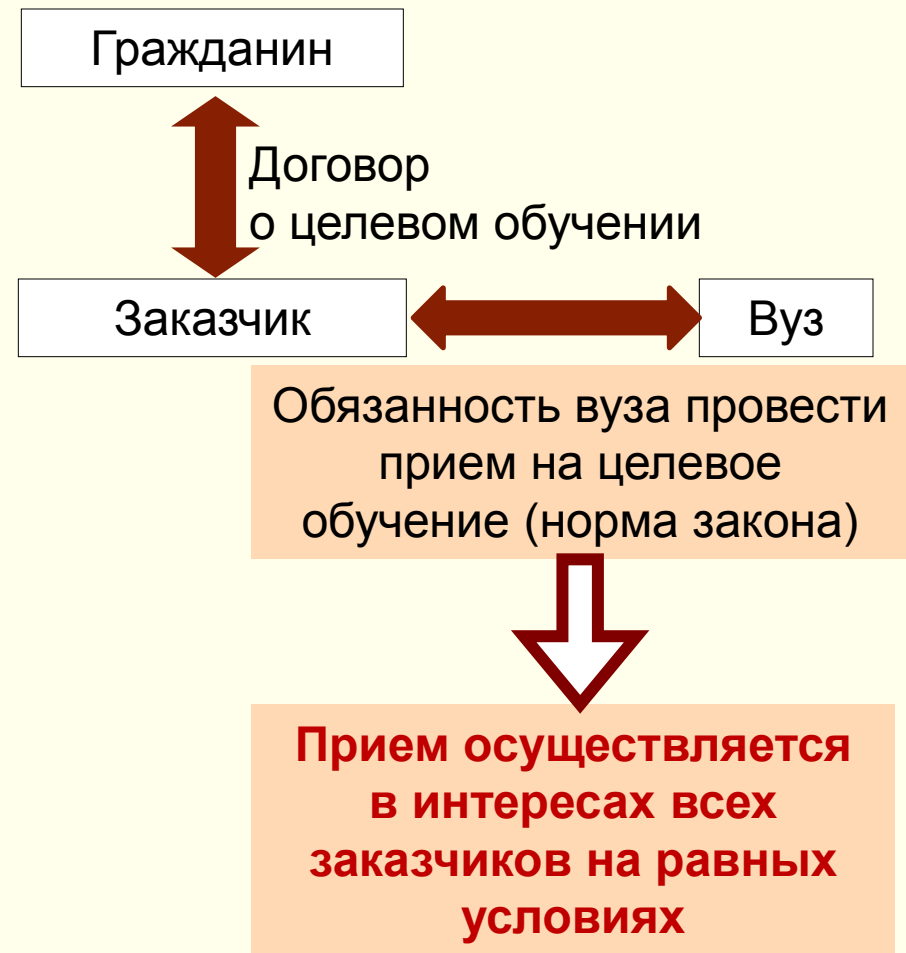 Гражданин
Договор
о целевом обучении
Заказчик
Вуз
Обязанность вуза провести
прием на целевое
обучение (норма закона)
Прием осуществляется
в интересах всех
заказчиков на равных
условиях